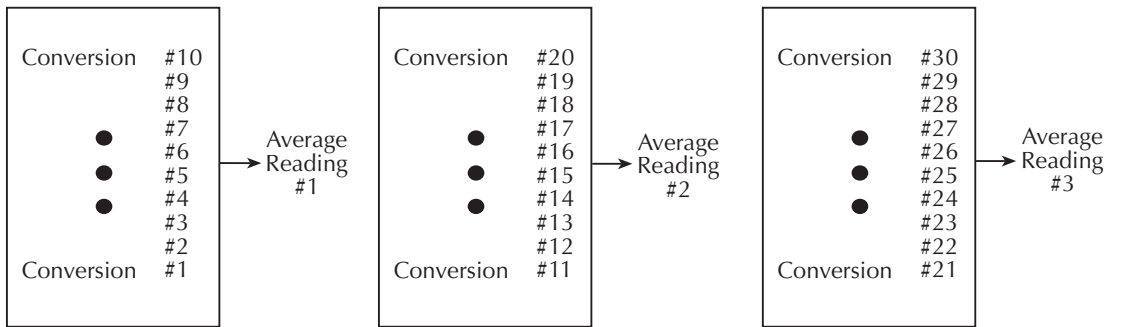 Conversion #10
#9
#8
#7
#6
#5
#4
#3
#2
Conversion #1
Average
Reading
#1
Conversion #20
#19
#18
#17
#16
#15
#14
#13
#12
Conversion #11
Average
Reading
#2
Conversion #30
#29
#28
#27
#26
#25
#24
#23
#22
Conversion #21
Average
Reading
#3